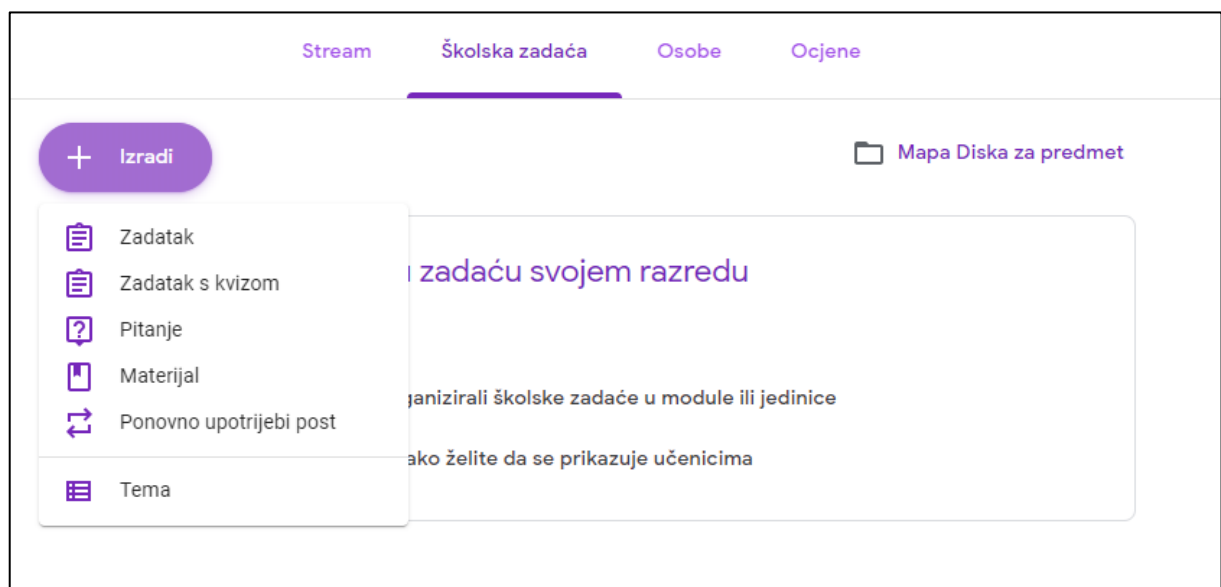 Stream Školska zadaća Osobe Ocjene
Izradi
Mapa Diska za predmet
Zadatak
Zadatak s kvizom
Pitanje
Materijal
Ponovno upotrijebi post
Tema
zadaću svojem razredu
ganizirali školske zadaće u module ili jedinice
ako želite da se prikazuje učenicima